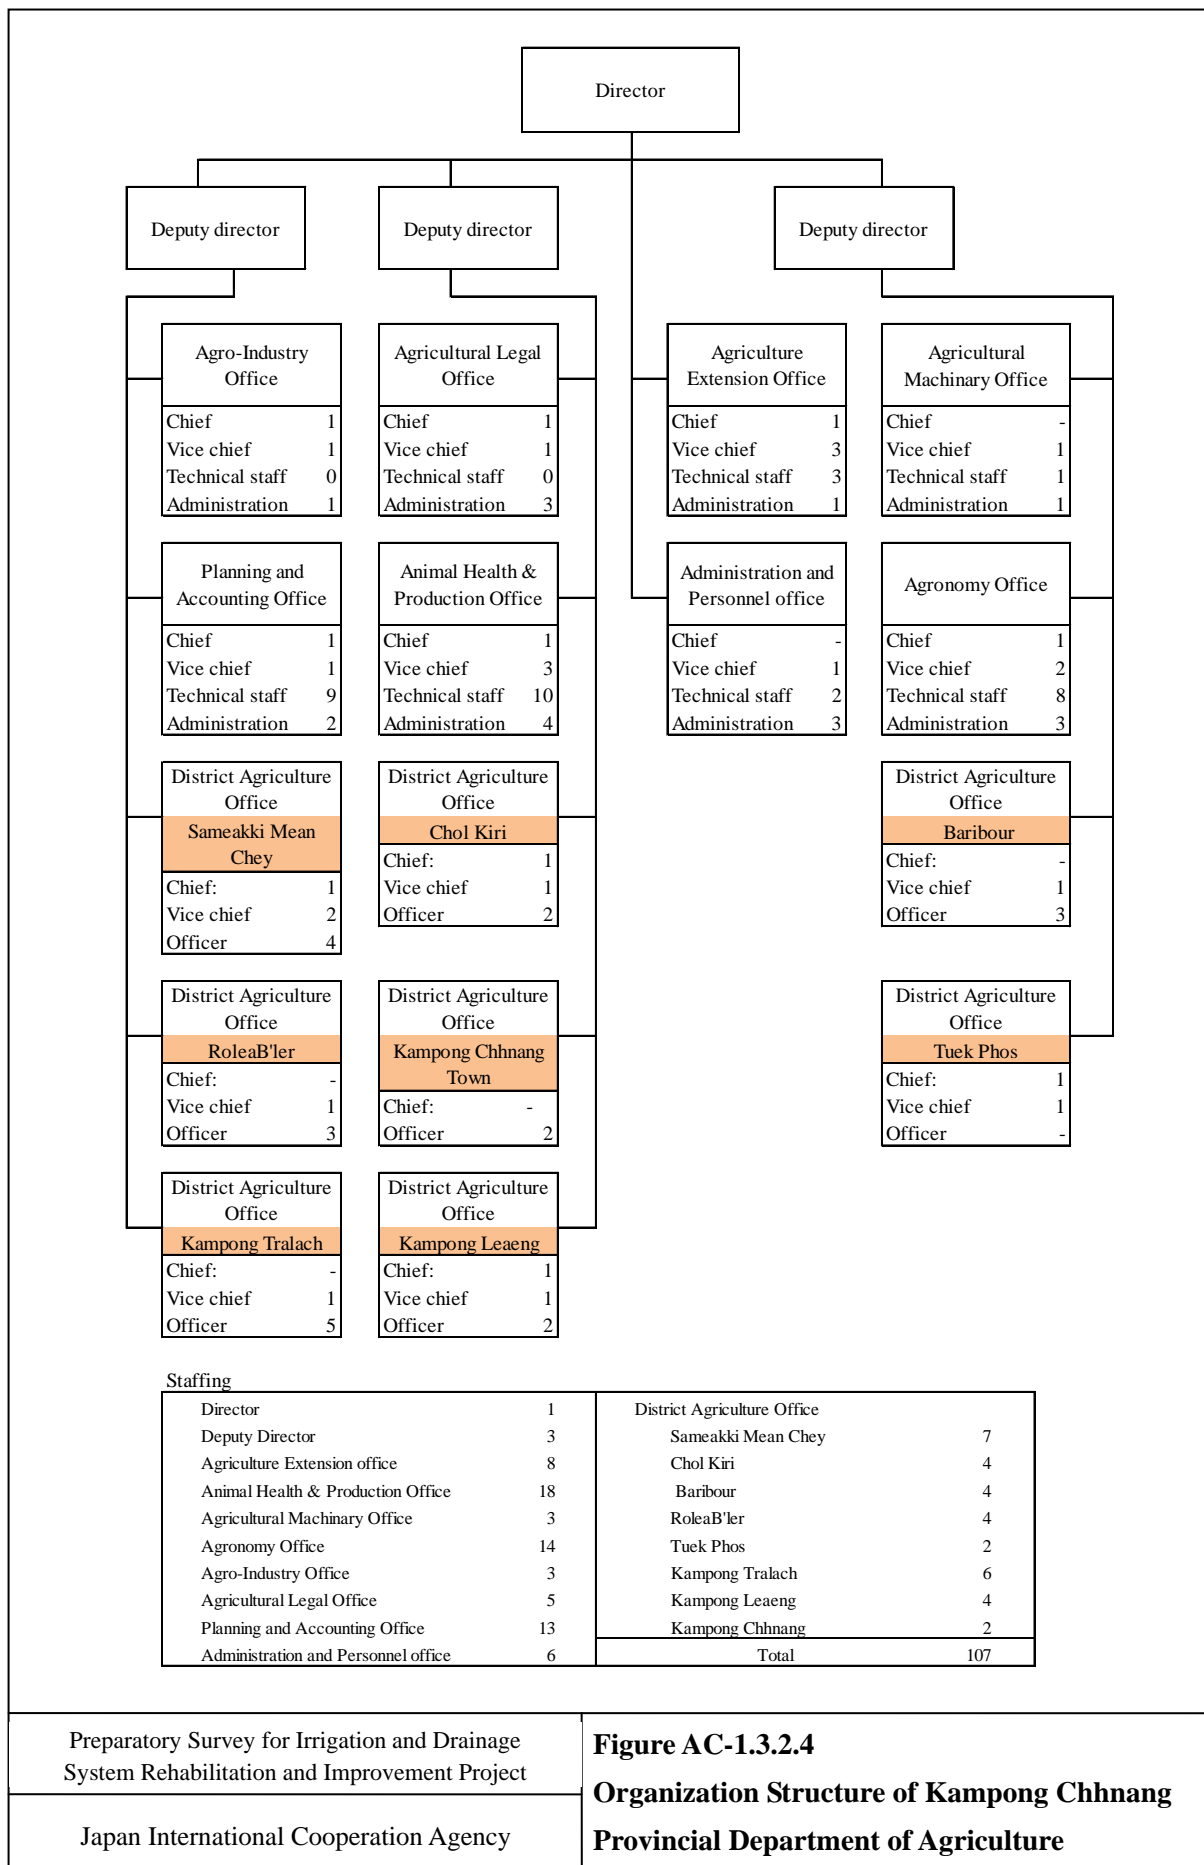 Director
Deputy director
Deputy director
Deputy director
Agro-Industry
Office
Chief 1
Vice chief 1
Technical staff 0
Administration 1
Agricultural Legal
Office
Chief 1
Vice chief 1
Technical staff 0
Administration 3
Agriculture
Extension Office
Chief 1
Vice chief 3
Technical staff 3
Administration 1
Agricultural
Machinary Office
Chief -
Vice chief 1
Technical staff 1
Administration 1
Planning and
Accounting Office
Chief 1
Vice chief 1
Technical staff 9
Administration 2
Animal Health &
Production Office
Chief 1
Vice chief 3
Technical staff 10
Administration 4
Administration and
Personnel office
Chief -
Vice chief 1
Technical staff 2
Administration 3
Agronomy Office
Chief 1
Vice chief 2
Technical staff 8
Administration 3
District Agriculture
Office
Sameakki Mean
Chey
Chief: 1
Vice chief 2
Officer 4
District Agriculture
Office
Chol Kiri
Chief: 1
Vice chief 1
Officer 2
District Agriculture
Office
Baribour
Chief: -
Vice chief 1
Officer 3
District Agriculture
Office
RoleaB'ler
Chief: -
Vice chief 1
Officer 3
District Agriculture
Office
Kampong Chhnang
Town
Chief: -
Officer 2
District Agriculture
Office
Tuek Phos
Chief: 1
Vice chief 1
Officer -
District Agriculture
Office
Kampong Tralach
Chief: -
Vice chief 1
Officer 5
District Agriculture
Office
Kampong Leaeng
Chief: 1
Vice chief 1
Officer 2
Staffing
Director 1
Deputy Director 3
Agriculture Extension office 8
Animal Health & Production Office 18
Agricultural Machinary Office 3
Agronomy Office 14
Agro-Industry Office 3
Agricultural Legal Office 5
Planning and Accounting Office 13
Administration and Personnel office 6
District Agriculture Office
Sameakki Mean Chey 7
Chol Kiri 4
Baribour 4
RoleaB'ler 4
Tuek Phos 2
Kampong Tralach 6
Kampong Leaeng 4
Kampong Chhnang 2
Total 107
Preparatory Survey for Irrigation and Drainage
System Rehabilitation and Improvement Project
Japan International Cooperation Agency
Figure AC-1.3.2.4
Organization Structure of Kampong Chhnang
Provincial Department of Agriculture